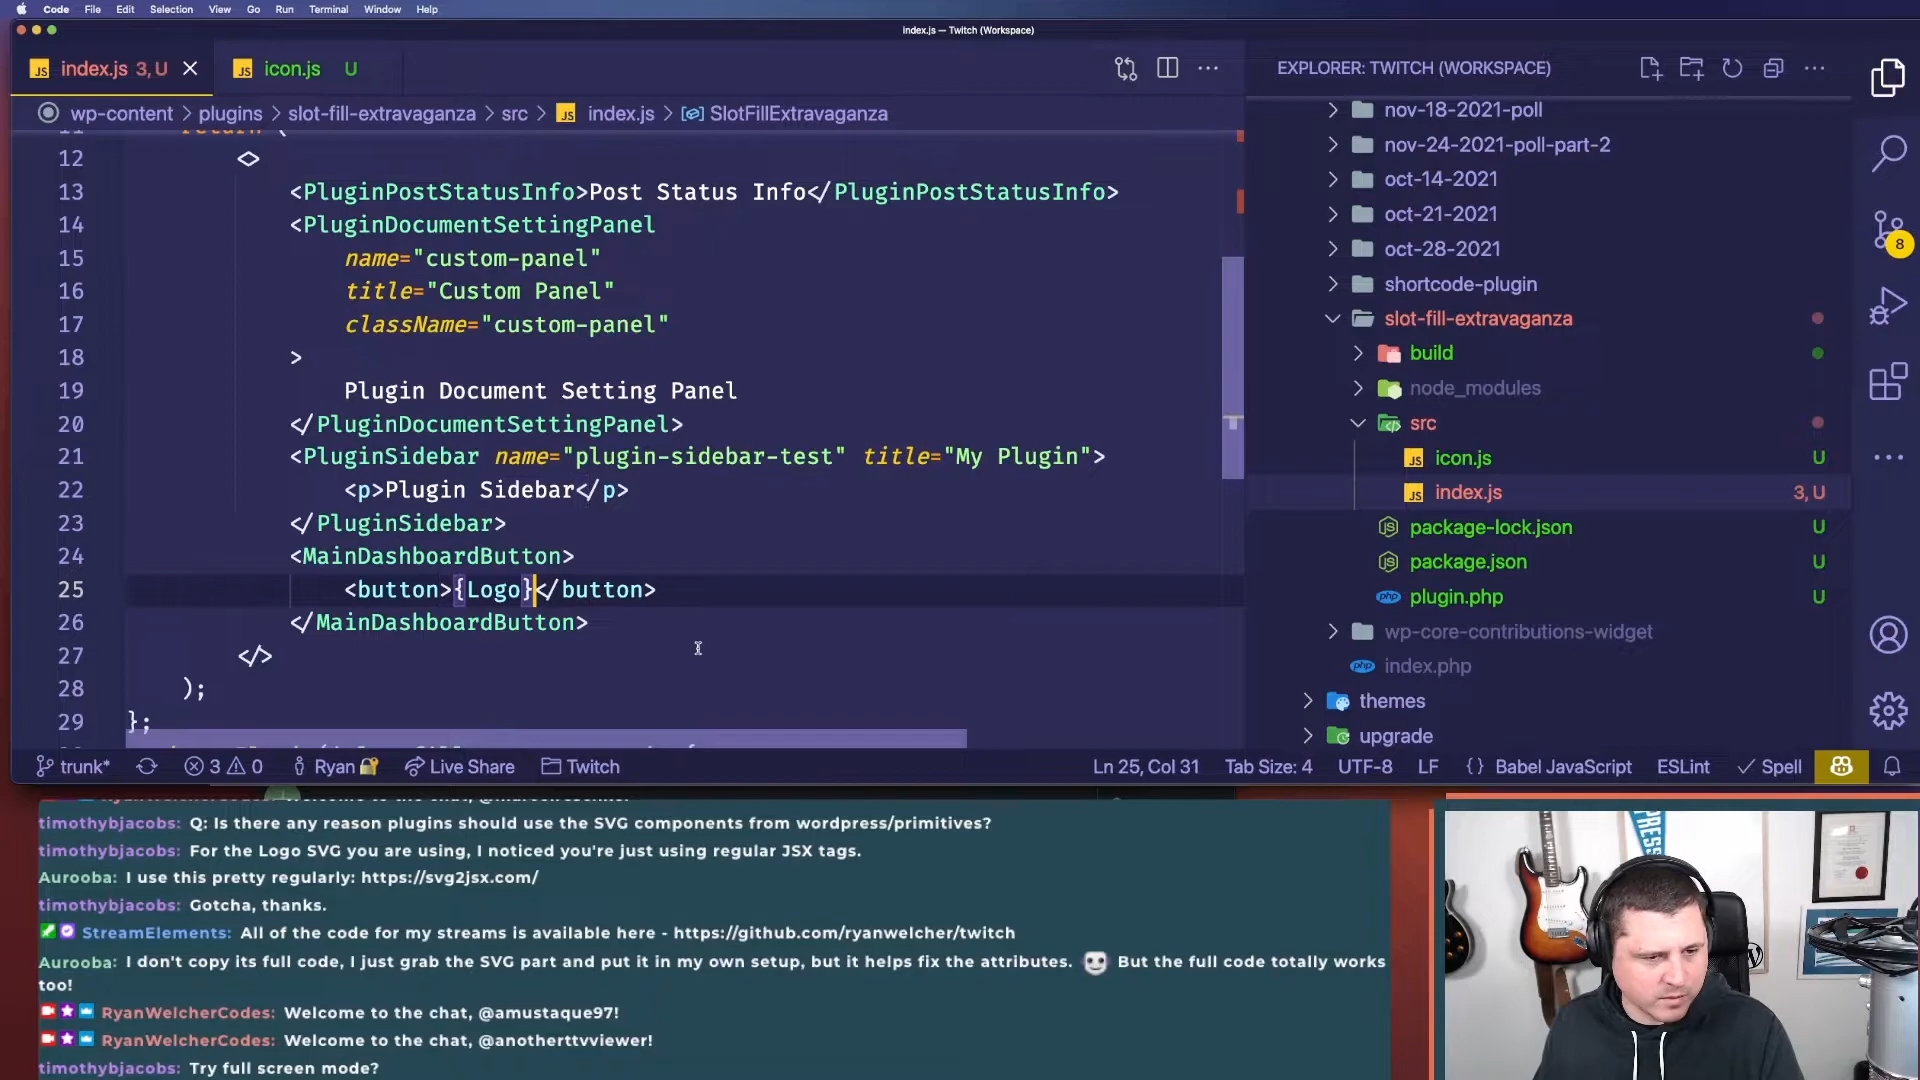 Code File Edit Selection View Go Run Terminal Window Help
index.js — Twitch (Workspace)
JS index.js 3, U
JS icon.js U
EXPLORER: TWITCH (WORKSPACE)
wp-content > plugins > slot-fill-extravaganza > src > JS index.js > SlotFillExtravaganza
return (
12 <>
13 <PluginPostStatusInfo>Post Status Info</PluginPostStatusInfo>
14 <PluginDocumentSettingPanel
15 name="custom-panel"
16 title="Custom Panel"
17 className="custom-panel"
18 >
19 Plugin Document Setting Panel
20 </PluginDocumentSettingPanel>
21 <PluginSidebar name="plugin-sidebar-test" title="My Plugin">
22 <p>Plugin Sidebar</p>
23 </PluginSidebar>
24 <MainDashboardButton>
25 <button>{Logo}</button>
26 </MainDashboardButton>
27 </>
28 );
29 };
nov-18-2021-poll
nov-24-2021-poll-part-2
oct-14-2021
oct-21-2021
oct-28-2021
shortcode-plugin
slot-fill-extravaganza
build
node_modules
src
JS icon.js U
JS index.js 3, U
package-lock.json U
package.json U
php plugin.php U
wp-core-contributions-widget
php index.php
themes
upgrade
8
trunk* 3 0 Ryan Live Share Twitch Ln 25, Col 31 Tab Size: 4 UTF-8 LF {} Babel JavaScript ESLint Spell
timothybjacobs: Q: Is there any reason plugins should use the SVG components from wordpress/primitives?
timothybjacobs: For the Logo SVG you are using, I noticed you're just using regular JSX tags.
Aurooba: I use this pretty regularly: https://svg2jsx.com/
timothybjacobs: Gotcha, thanks.
StreamElements: All of the code for my streams is available here - https://github.com/ryanwelcher/twitch
Aurooba: I don't copy its full code, I just grab the SVG part and put it in my own setup, but it helps fix the attributes. But the full code totally works
too!
RyanWelcherCodes: Welcome to the chat, @amustaque97!
RyanWelcherCodes: Welcome to the chat, @anotherttvviewer!
timothybjacobs: Try full screen mode?